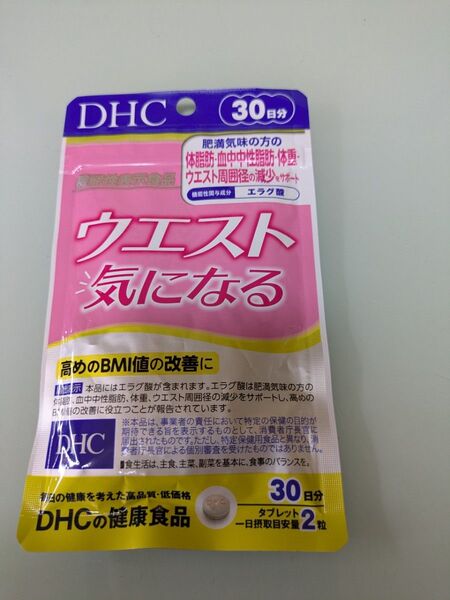 DHC
30日分
肥満気味の方の
体脂肪・血中中性脂肪・体重・
ウエスト周囲径の減少をサポート
機能性関与成分 エラグ酸
機能性表示食品
ウエスト
気になる
高めのBMI値の改善に
本品にはエラグ酸が含まれます。エラグ酸は肥満気味の方の
体脂肪、血中中性脂肪、体重、ウエスト周囲径の減少をサポートし、高めの
BMI値の改善に役立つことが報告されています。
※本品は、事業者の責任において特定の保健の目的が
期待できる旨を表示するものとして、消費者庁長官に
届出されたものです。ただし、特定保健用食品と異なり、消
費者庁長官による個別審査を受けたものではありません。
DHC
■食生活は、主食、主菜、副菜を基本に、食事のバランスを。
毎日の健康を考えた高品質・低価格
DHCの健康食品
30日分
タブレット
一日摂取目安量2粒